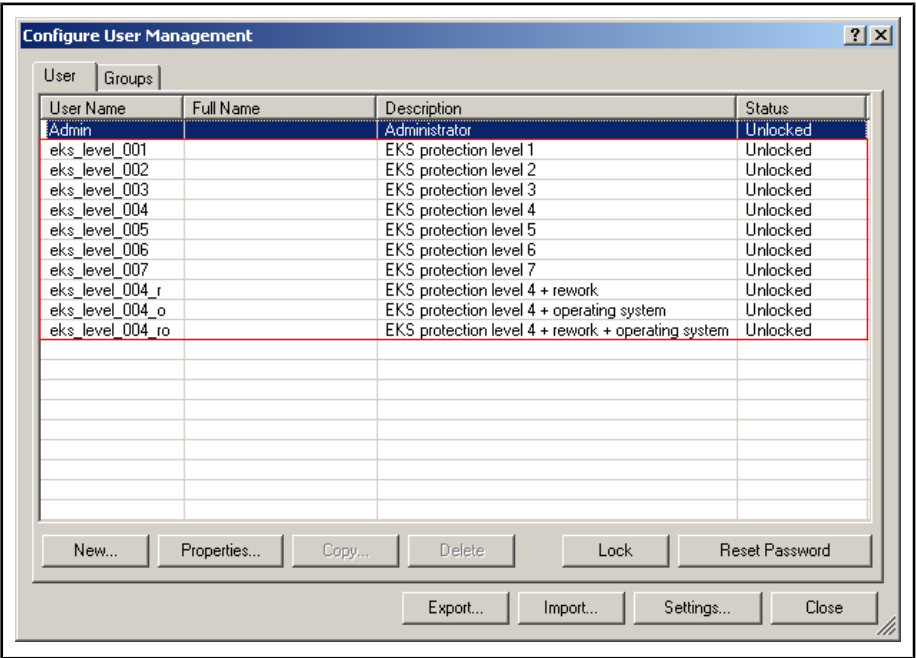 Configure User Management
User Groups
User Name Full Name Description Status
Admin Administrator Unlocked
eks_level_001 EKS protection level 1 Unlocked
eks_level_002 EKS protection level 2 Unlocked
eks_level_003 EKS protection level 3 Unlocked
eks_level_004 EKS protection level 4 Unlocked
eks_level_005 EKS protection level 5 Unlocked
eks_level_006 EKS protection level 6 Unlocked
eks_level_007 EKS protection level 7 Unlocked
eks_level_004_r EKS protection level 4 + rework Unlocked
eks_level_004_o EKS protection level 4 + operating system Unlocked
eks_level_004_ro EKS protection level 4 + rework + operating system Unlocked
New... Properties... Copy... Delete Lock Reset Password
Export... Import... Settings... Close